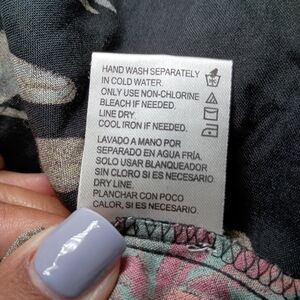 HAND WASH SEPARATELY
IN COLD WATER.
ONLY USE NON-CHLORINE
BLEACH IF NEEDED.
LINE DRY.
COOL IRON IF NEEDED.
LAVADO A MANO POR
SEPARADO EN AGUA FRÍA.
SOLO USAR BLANQUEADOR
SIN CLORO SI ES NECESARIO.
DRY LINE.
PLANCHAR CON POCO
CALOR, SI ES NECESARIO.